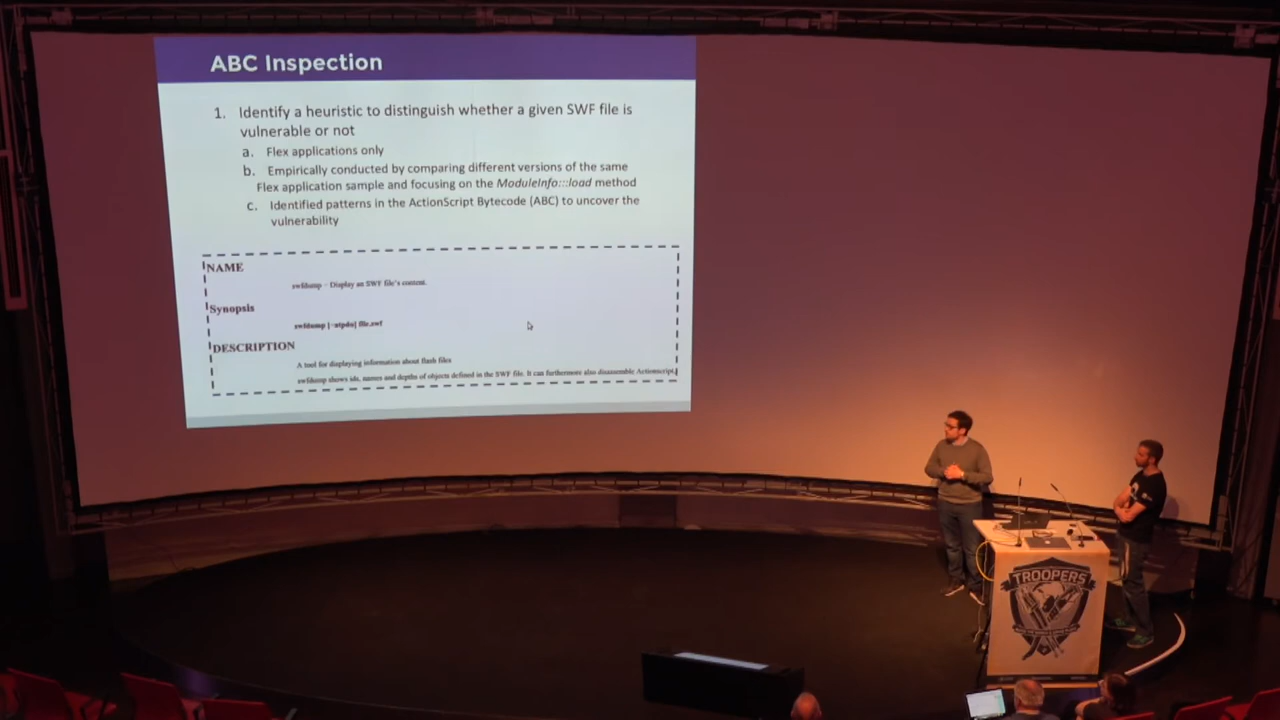 ABC Inspection
1. Identify a heuristic to distinguish whether a given SWF file is
vulnerable or not
a. Flex applications only
b. Empirically conducted by comparing different versions of the same
Flex application sample and focusing on the ModuleInfo:::load method
c. Identified patterns in the ActionScript Bytecode (ABC) to uncover the
vulnerability
NAME
swfdump - Display an SWF file's content.
Synopsis
swfdump [-atpdu] file.swf
DESCRIPTION
A tool for displaying information about flash files
swfdump shows ids, names and depths of objects defined in the SWF file. It can furthermore also disassemble Actionscript.
TROOPERS